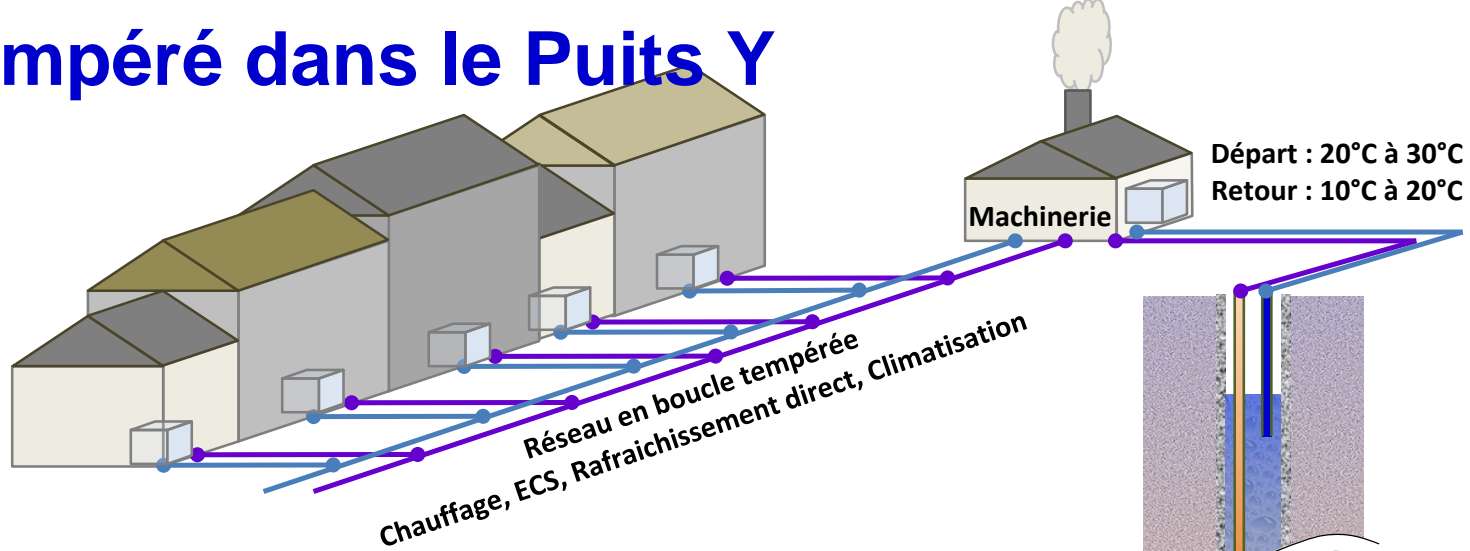 mpéré dans le Puits Y
Départ : 20°C à 30°C
Retour : 10°C à 20°C
Machinerie
Réseau en boucle tempérée
Chauffage, ECS, Rafraichissement direct, Climatisation